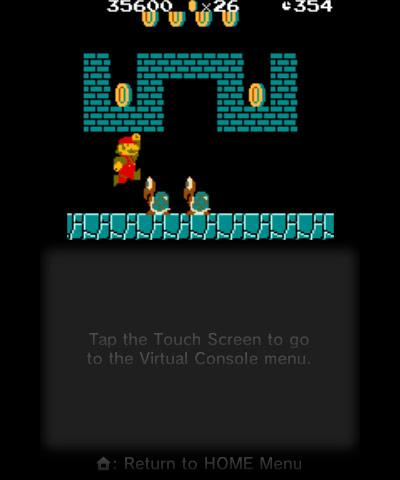 35600 ×26 354
Tap the Touch Screen to go
to the Virtual Console menu.
: Return to HOME Menu